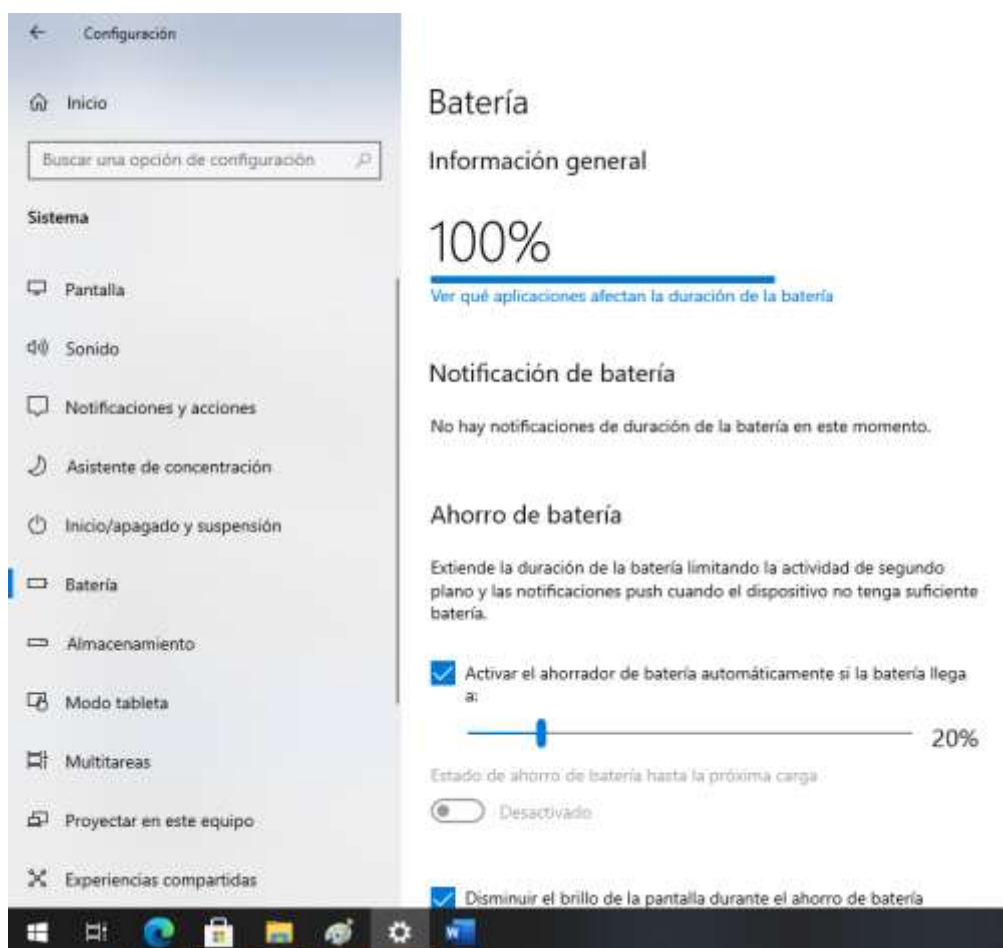 Configuración
Inicio
Buscar una opción de configuración
Sistema
Pantalla
Sonido
Notificaciones y acciones
Asistente de concentración
Inicio/apagado y suspensión
Batería
Almacenamiento
Modo tableta
Multitareas
Proyectar en este equipo
Experiencias compartidas
Batería
Información general
100%
Ver qué aplicaciones afectan la duración de la batería
Notificación de batería
No hay notificaciones de duración de la batería en este momento.
Ahorro de batería
Extiende la duración de la batería limitando la actividad de segundo
plano y las notificaciones push cuando el dispositivo no tenga suficiente
batería.
Activar el ahorrador de batería automáticamente si la batería llega
a:
20%
Estado de ahorro de batería hasta la próxima carga
Desactivado
Disminuir el brillo de la pantalla durante el ahorro de batería
W